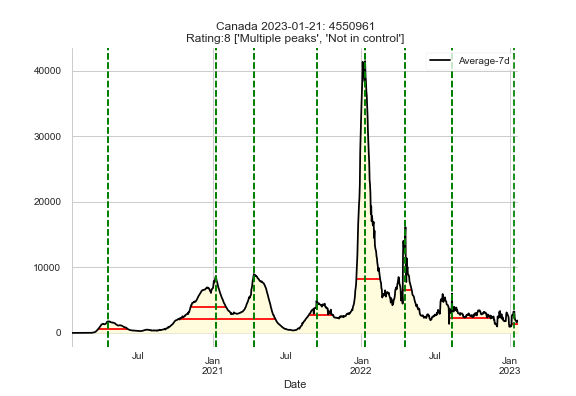 Canada 2023-01-21: 4550961
Rating:8 ['Multiple peaks', 'Not in control']
Average-7d
40000
30000
20000
10000
0
Jul
Jan
2021
Jul
Jan
2022
Jul
Jan
2023
Date